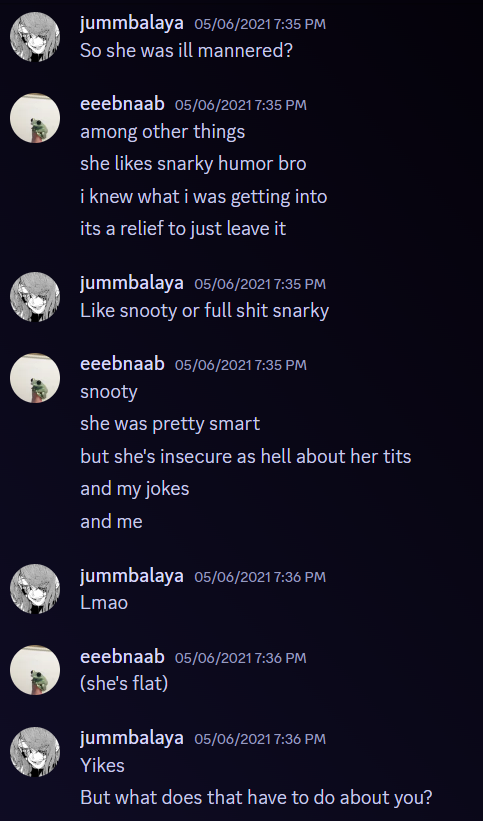 jummbalaya 05/06/2021 7:35 PM
So she was ill mannered?
eeebnaab 05/06/2021 7:35 PM
among other things
she likes snarky humor bro
i knew what i was getting into
its a relief to just leave it
jummbalaya 05/06/2021 7:35 PM
Like snooty or full shit snarky
eeebnaab 05/06/2021 7:35 PM
snooty
she was pretty smart
but she's insecure as hell about her tits
and my jokes
and me
jummbalaya 05/06/2021 7:36 PM
Lmao
eeebnaab 05/06/2021 7:36 PM
(she's flat)
jummbalaya 05/06/2021 7:36 PM
Yikes
But what does that have to do about you?